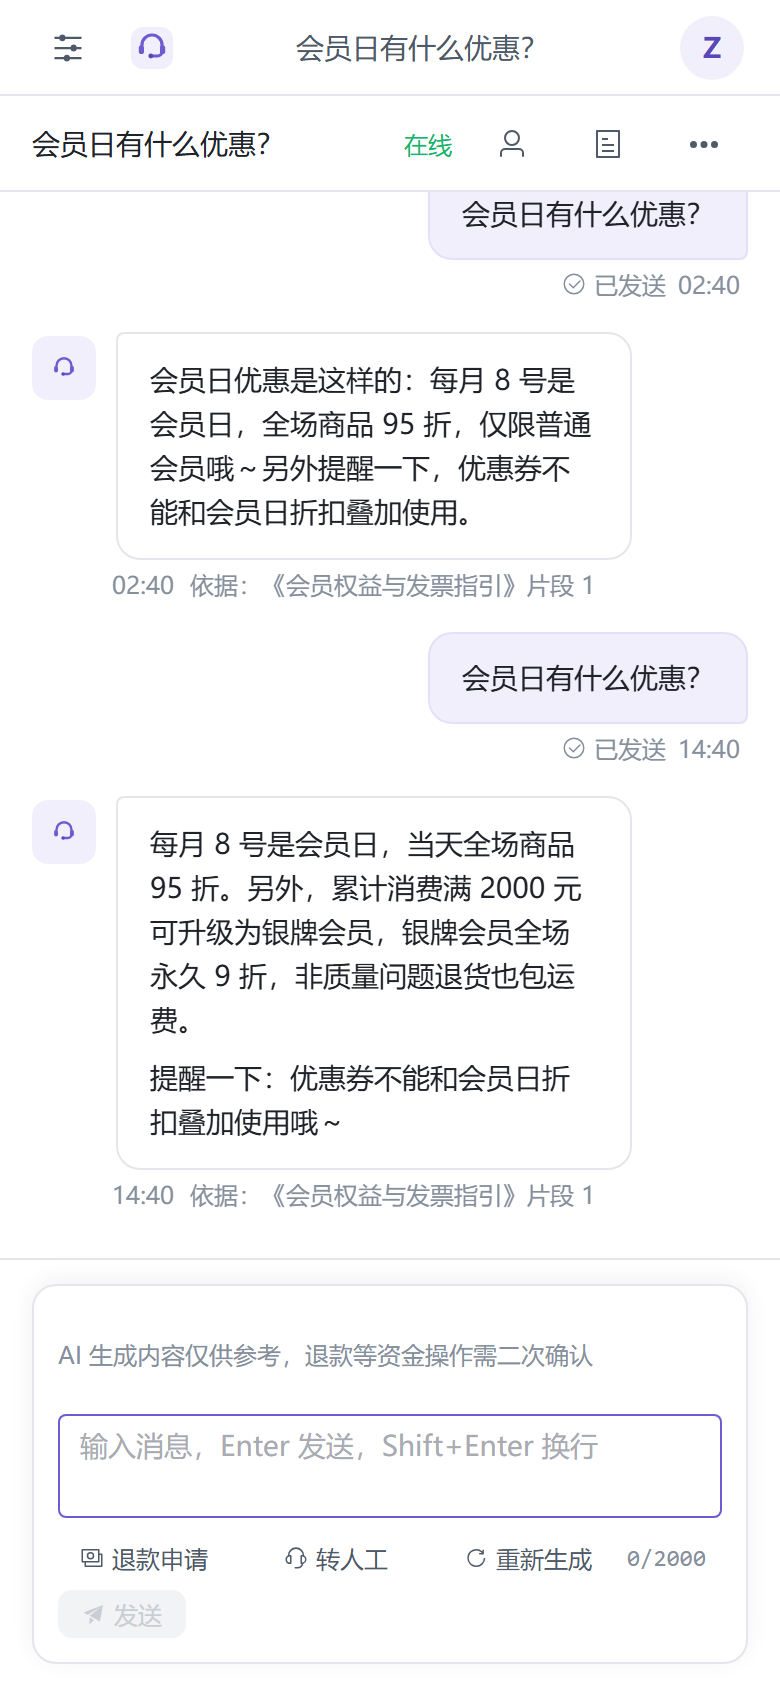 会员日有什么优惠？
Z
会员日有什么优惠？
在线
会员日有什么优惠？
已发送 02:40
会员日优惠是这样的：每月 8 号是
会员日，全场商品 95 折，仅限普通
会员哦～另外提醒一下，优惠券不
能和会员日折扣叠加使用。
02:40 依据：《会员权益与发票指引》片段 1
会员日有什么优惠？
已发送 14:40
每月 8 号是会员日，当天全场商品
95 折。另外，累计消费满 2000 元
可升级为银牌会员，银牌会员全场
永久 9 折，非质量问题退货也包运
费。
提醒一下：优惠券不能和会员日折
扣叠加使用哦～
14:40 依据：《会员权益与发票指引》片段 1
AI 生成内容仅供参考，退款等资金操作需二次确认
输入消息，Enter 发送，Shift+Enter 换行
退款申请 转人工 重新生成 0/2000
发送